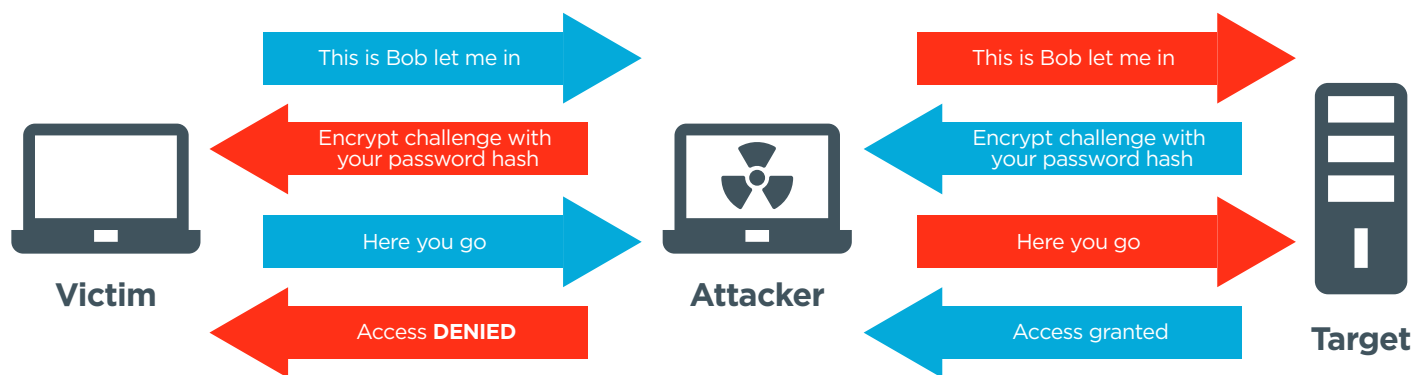 This is Bob let me in
This is Bob let me in
Encrypt challenge with
your password hash
Encrypt challenge with
your password hash
Here you go
Here you go
Victim
Attacker
Access DENIED
Access granted
Target